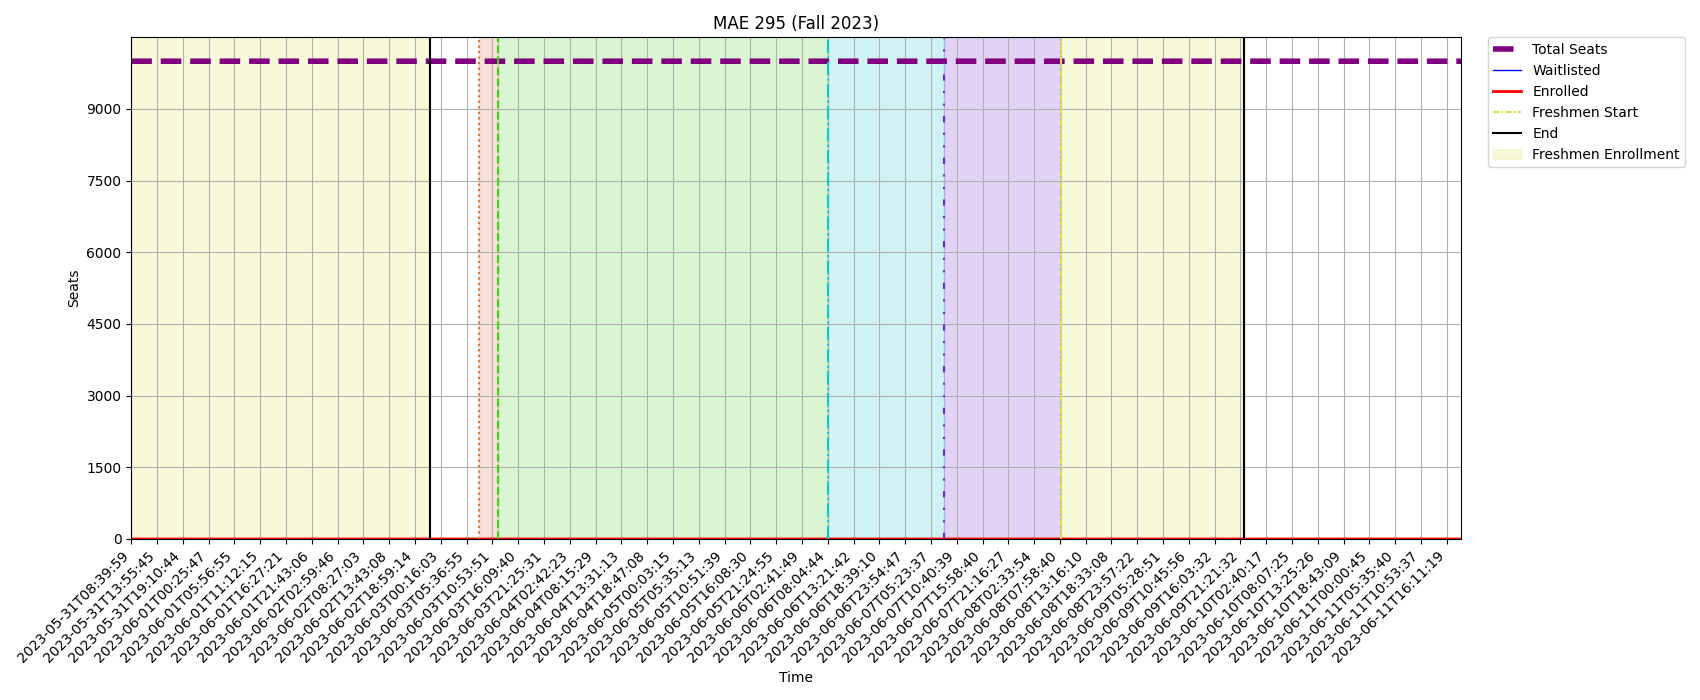 MAE 295 (Fall 2023)
Total Seats
Waitlisted
Enrolled
Freshmen Start
End
Freshmen Enrollment
Seats
9000
7500
6000
4500
3000
1500
0
2023-05-31T08:39:59
2023-05-31T13:55:45
2023-05-31T19:10:44
2023-06-01T00:25:47
2023-06-01T05:56:55
2023-06-01T11:12:15
2023-06-01T16:27:21
2023-06-01T21:43:06
2023-06-02T02:59:46
2023-06-02T08:27:03
2023-06-02T13:43:08
2023-06-02T18:59:14
2023-06-03T00:16:03
2023-06-03T05:36:55
2023-06-03T10:53:51
2023-06-03T16:09:40
2023-06-03T21:25:31
2023-06-04T02:42:23
2023-06-04T08:15:29
2023-06-04T13:31:13
2023-06-04T18:47:08
2023-06-05T00:03:15
2023-06-05T05:35:13
2023-06-05T10:51:39
2023-06-05T16:08:30
2023-06-05T21:24:55
2023-06-06T02:41:49
2023-06-06T08:04:44
2023-06-06T13:21:42
2023-06-06T18:39:10
2023-06-06T23:54:47
2023-06-07T05:23:37
2023-06-07T10:40:39
2023-06-07T15:58:40
2023-06-07T21:16:27
2023-06-08T02:33:54
2023-06-08T07:58:40
2023-06-08T13:16:10
2023-06-08T18:33:08
2023-06-08T23:57:22
2023-06-09T05:28:51
2023-06-09T10:45:56
2023-06-09T16:03:32
2023-06-09T21:21:32
2023-06-10T02:40:17
2023-06-10T08:07:25
2023-06-10T13:25:26
2023-06-10T18:43:09
2023-06-11T00:00:45
2023-06-11T05:35:40
2023-06-11T10:53:37
2023-06-11T16:11:19
Time